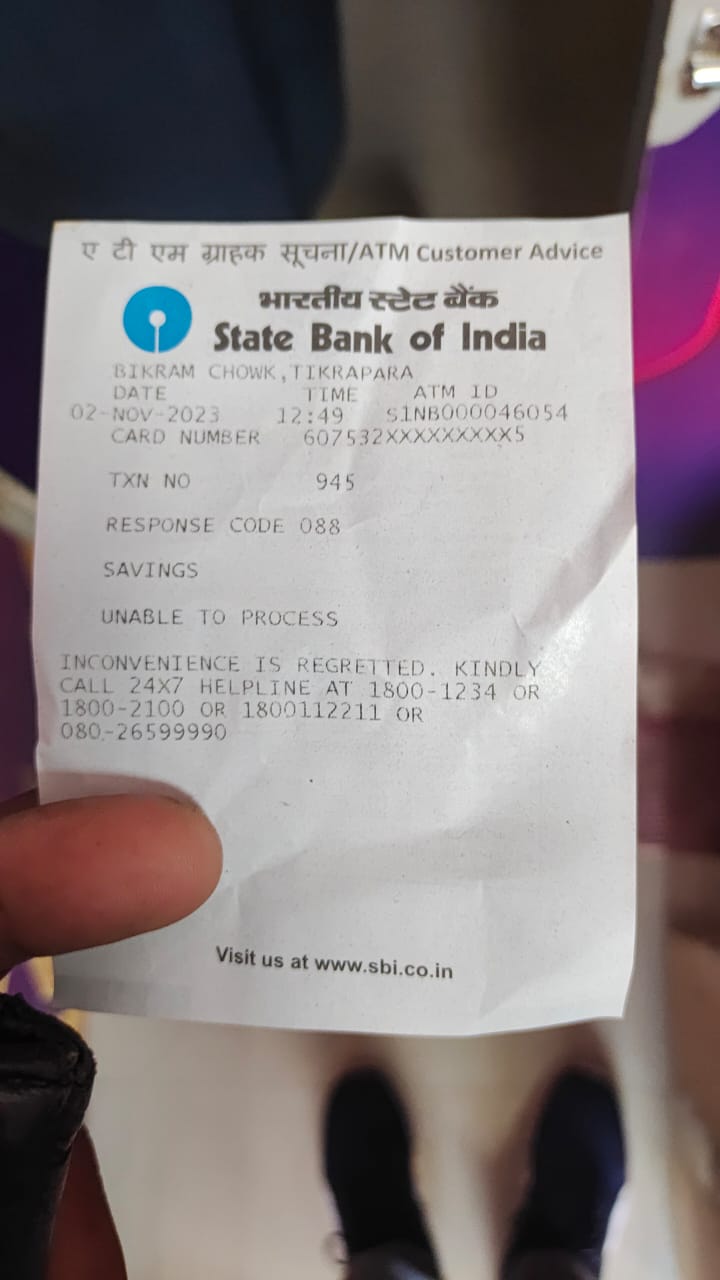 ए टी एम ग्राहक सूचना/ATM Customer Advice
भारतीय स्टेट बैंक
State Bank of India
BIKRAM CHOWK,TIKRAPARA
DATE TIME ATM ID
02-NOV-2023 12:49 S1NB000046054
CARD NUMBER 607532XXXXXXXXX5
TXN NO 945
RESPONSE CODE 088
SAVINGS
UNABLE TO PROCESS
INCONVENIENCE IS REGRETTED. KINDLY
CALL 24X7 HELPLINE AT 1800-1234 OR
1800-2100 OR 1800112211 OR
080-26599990
Visit us at www.sbi.co.in